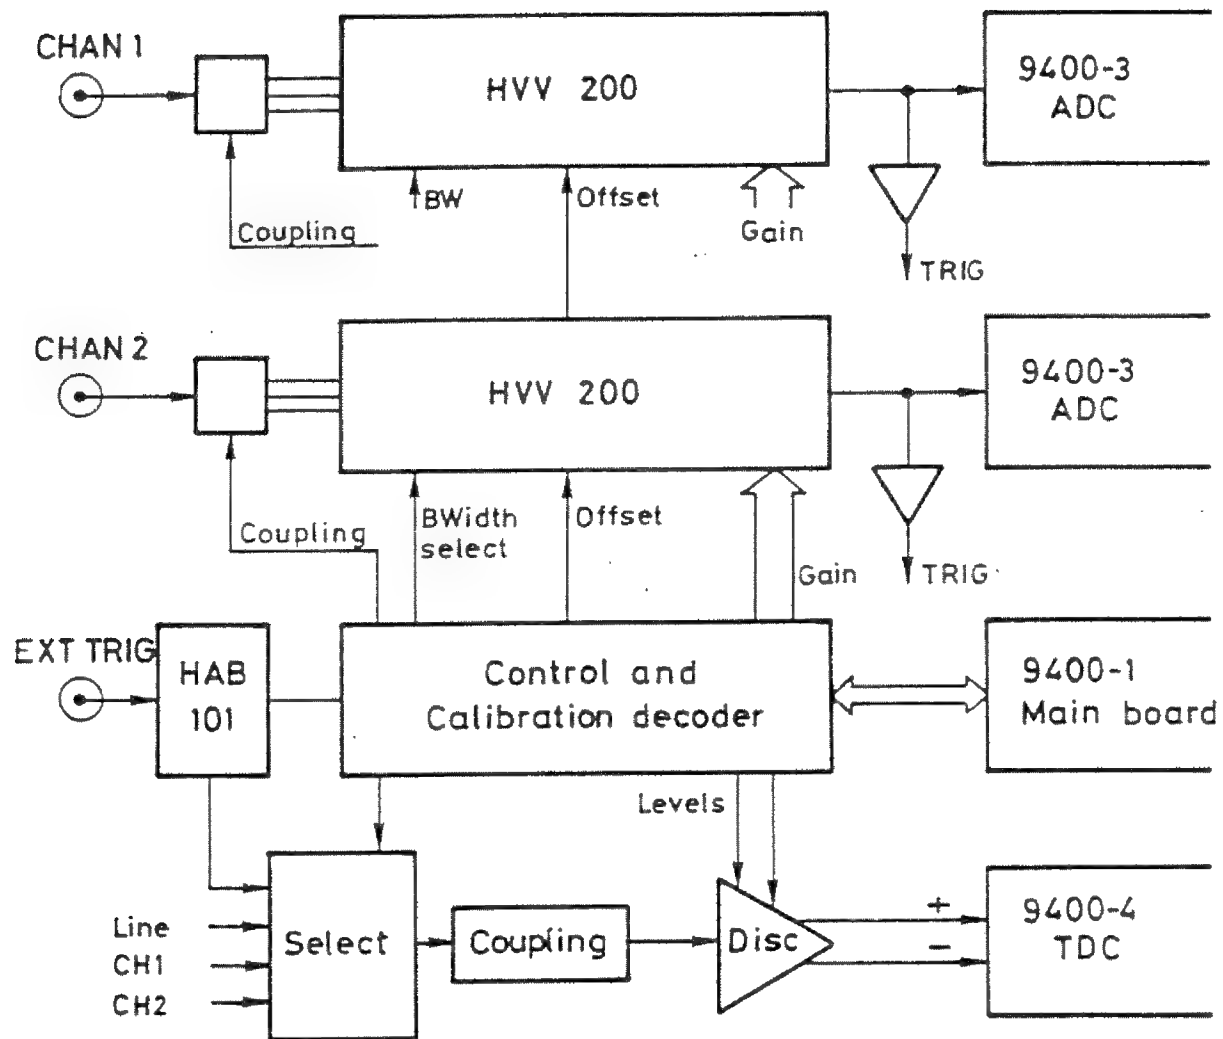 CHAN 1
HVV 200
9400-3
ADC
BW
Offset
Coupling
Gain
TRIG
CHAN 2
HVV 200
9400-3
ADC
Coupling
BWidth
select
Offset
Gain
TRIG
EXT TRIG
HAB
101
Control and
Calibration decoder
9400-1
Main board
Levels
Line
CH1
CH2
Select
Coupling
Disc
+
−
9400-4
TDC